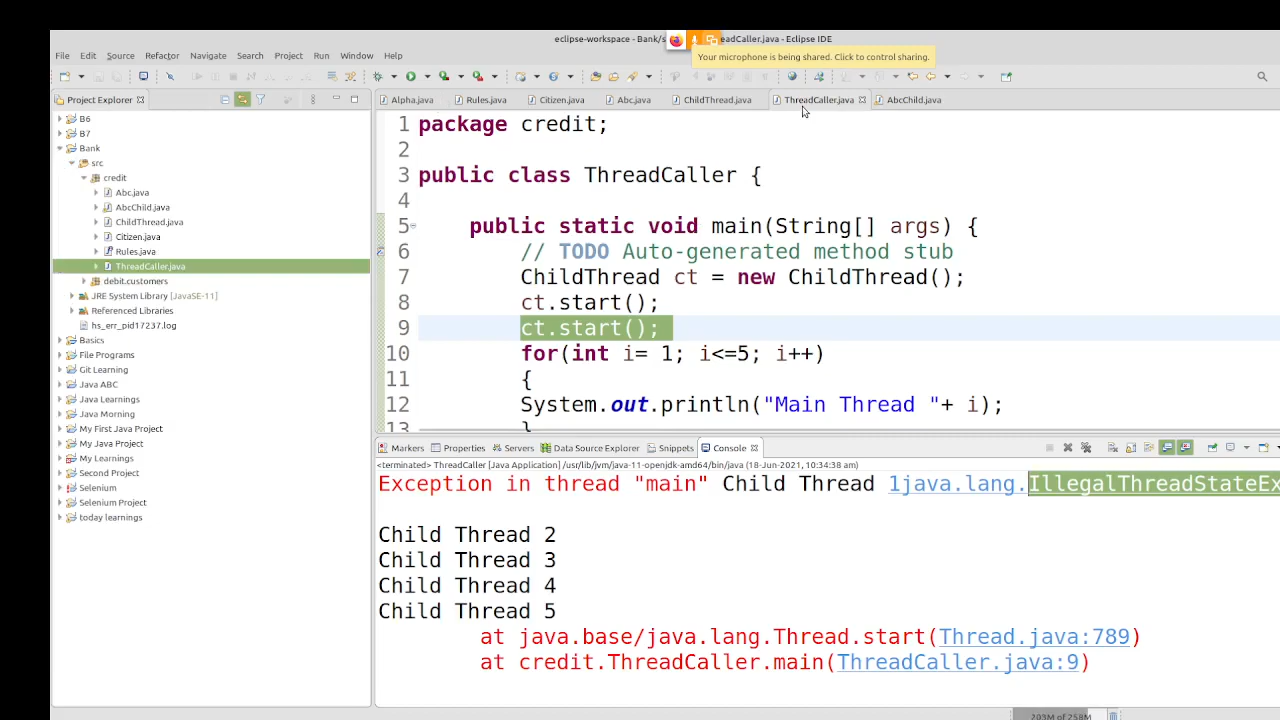 eclipse-workspace - Bank/s
readCaller.java - Eclipse IDE
Your microphone is being shared. Click to control sharing.
File Edit Source Refactor Navigate Search Project Run Window Help
Project Explorer
Alpha.java Rules.java Citizen.java Abc.java ChildThread.java ThreadCaller.java AbcChild.java
B6
B7
Bank
src
credit
Abc.java
AbcChild.java
ChildThread.java
Citizen.java
Rules.java
ThreadCaller.java
debit.customers
JRE System Library [JavaSE-11]
Referenced Libraries
hs_err_pid17237.log
Basics
File Programs
Git Learning
Java ABC
Java Learnings
Java Morning
My First Java Project
My Java Project
My Learnings
Second Project
Selenium
Selenium Project
today learnings
1 package credit;
2
3 public class ThreadCaller {
4
5 public static void main(String[] args) {
6 // TODO Auto-generated method stub
7 ChildThread ct = new ChildThread();
8 ct.start();
9 ct.start();
10 for(int i= 1; i<=5; i++)
11 {
12 System.out.println("Main Thread "+ i);
13 }
Markers Properties Servers Data Source Explorer Snippets Console
<terminated> ThreadCaller [Java Application] /usr/lib/jvm/java-11-openjdk-amd64/bin/java (18-Jun-2021, 10:34:38 am)
Exception in thread "main" Child Thread 1java.lang.IllegalThreadStateEx
Child Thread 2
Child Thread 3
Child Thread 4
Child Thread 5
at java.base/java.lang.Thread.start(Thread.java:789)
at credit.ThreadCaller.main(ThreadCaller.java:9)
203M of 258M